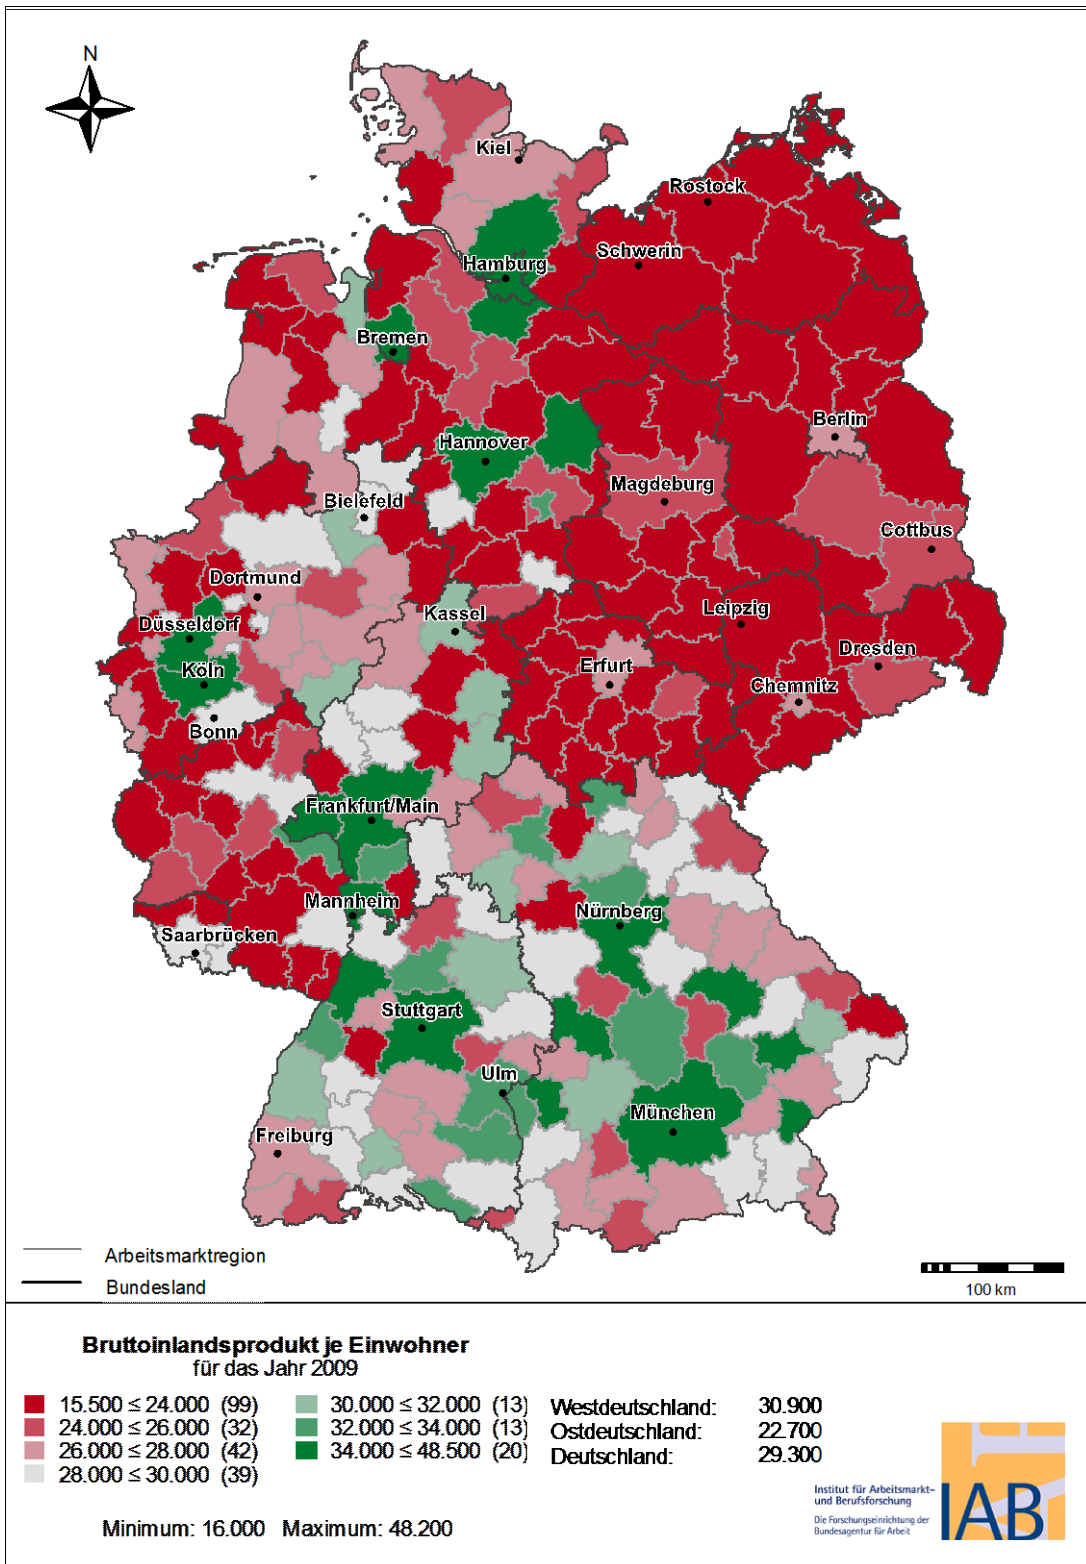 N
Kiel
Rostock
Schwerin
Hamburg
Bremen
Berlin
Hannover
Magdeburg
Bielefeld
Cottbus
Dortmund
Kassel
Leipzig
Düsseldorf
Dresden
Erfurt
Köln
Chemnitz
Bonn
Frankfurt/Main
Mannheim
Nürnberg
Saarbrücken
Stuttgart
Ulm
München
Freiburg
Arbeitsmarktregion
Bundesland
100 km
Bruttoinlandsprodukt je Einwohner
für das Jahr 2009
15.500 ≤ 24.000 (99) 30.000 ≤ 32.000 (13) Westdeutschland: 30.900
24.000 ≤ 26.000 (32) 32.000 ≤ 34.000 (13) Ostdeutschland: 22.700
26.000 ≤ 28.000 (42) 34.000 ≤ 48.500 (20) Deutschland: 29.300
28.000 ≤ 30.000 (39)
Minimum: 16.000 Maximum: 48.200
Institut für Arbeitsmarkt-
und Berufsforschung
Die Forschungseinrichtung der
Bundesagentur für Arbeit
IAB